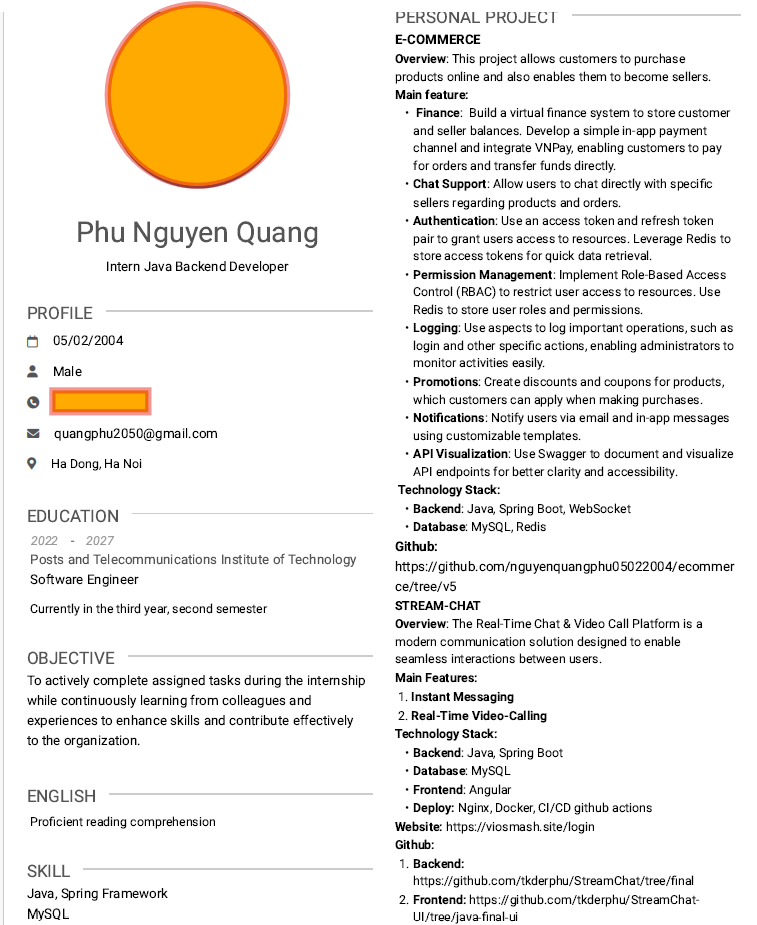 Phu Nguyen Quang
Intern Java Backend Developer
PROFILE
05/02/2004
Male
quangphu2050@gmail.com
Ha Dong, Ha Noi
EDUCATION
2022 - 2027
Posts and Telecommunications Institute of Technology
Software Engineer
Currently in the third year, second semester
OBJECTIVE
To actively complete assigned tasks during the internship
while continuously learning from colleagues and
experiences to enhance skills and contribute effectively
to the organization.
ENGLISH
Proficient reading comprehension
SKILL
Java, Spring Framework
MySQL
PERSONAL PROJECT
E-COMMERCE
Overview: This project allows customers to purchase
products online and also enables them to become sellers.
Main feature:
• Finance: Build a virtual finance system to store customer
and seller balances. Develop a simple in-app payment
channel and integrate VNPay, enabling customers to pay
for orders and transfer funds directly.
• Chat Support: Allow users to chat directly with specific
sellers regarding products and orders.
• Authentication: Use an access token and refresh token
pair to grant users access to resources. Leverage Redis to
store access tokens for quick data retrieval.
• Permission Management: Implement Role-Based Access
Control (RBAC) to restrict user access to resources. Use
Redis to store user roles and permissions.
• Logging: Use aspects to log important operations, such as
login and other specific actions, enabling administrators to
monitor activities easily.
• Promotions: Create discounts and coupons for products,
which customers can apply when making purchases.
• Notifications: Notify users via email and in-app messages
using customizable templates.
• API Visualization: Use Swagger to document and visualize
API endpoints for better clarity and accessibility.
Technology Stack:
• Backend: Java, Spring Boot, WebSocket
• Database: MySQL, Redis
Github:
https://github.com/nguyenquangphu05022004/ecommer
ce/tree/v5
STREAM-CHAT
Overview: The Real-Time Chat & Video Call Platform is a
modern communication solution designed to enable
seamless interactions between users.
Main Features:
1. Instant Messaging
2. Real-Time Video-Calling
Technology Stack:
• Backend: Java, Spring Boot
• Database: MySQL
• Frontend: Angular
• Deploy: Nginx, Docker, CI/CD github actions
Website: https://viosmash.site/login
Github:
1. Backend:
https://github.com/tkderphu/StreamChat/tree/final
2. Frontend: https://github.com/tkderphu/StreamChat-
UI/tree/java-final-ui